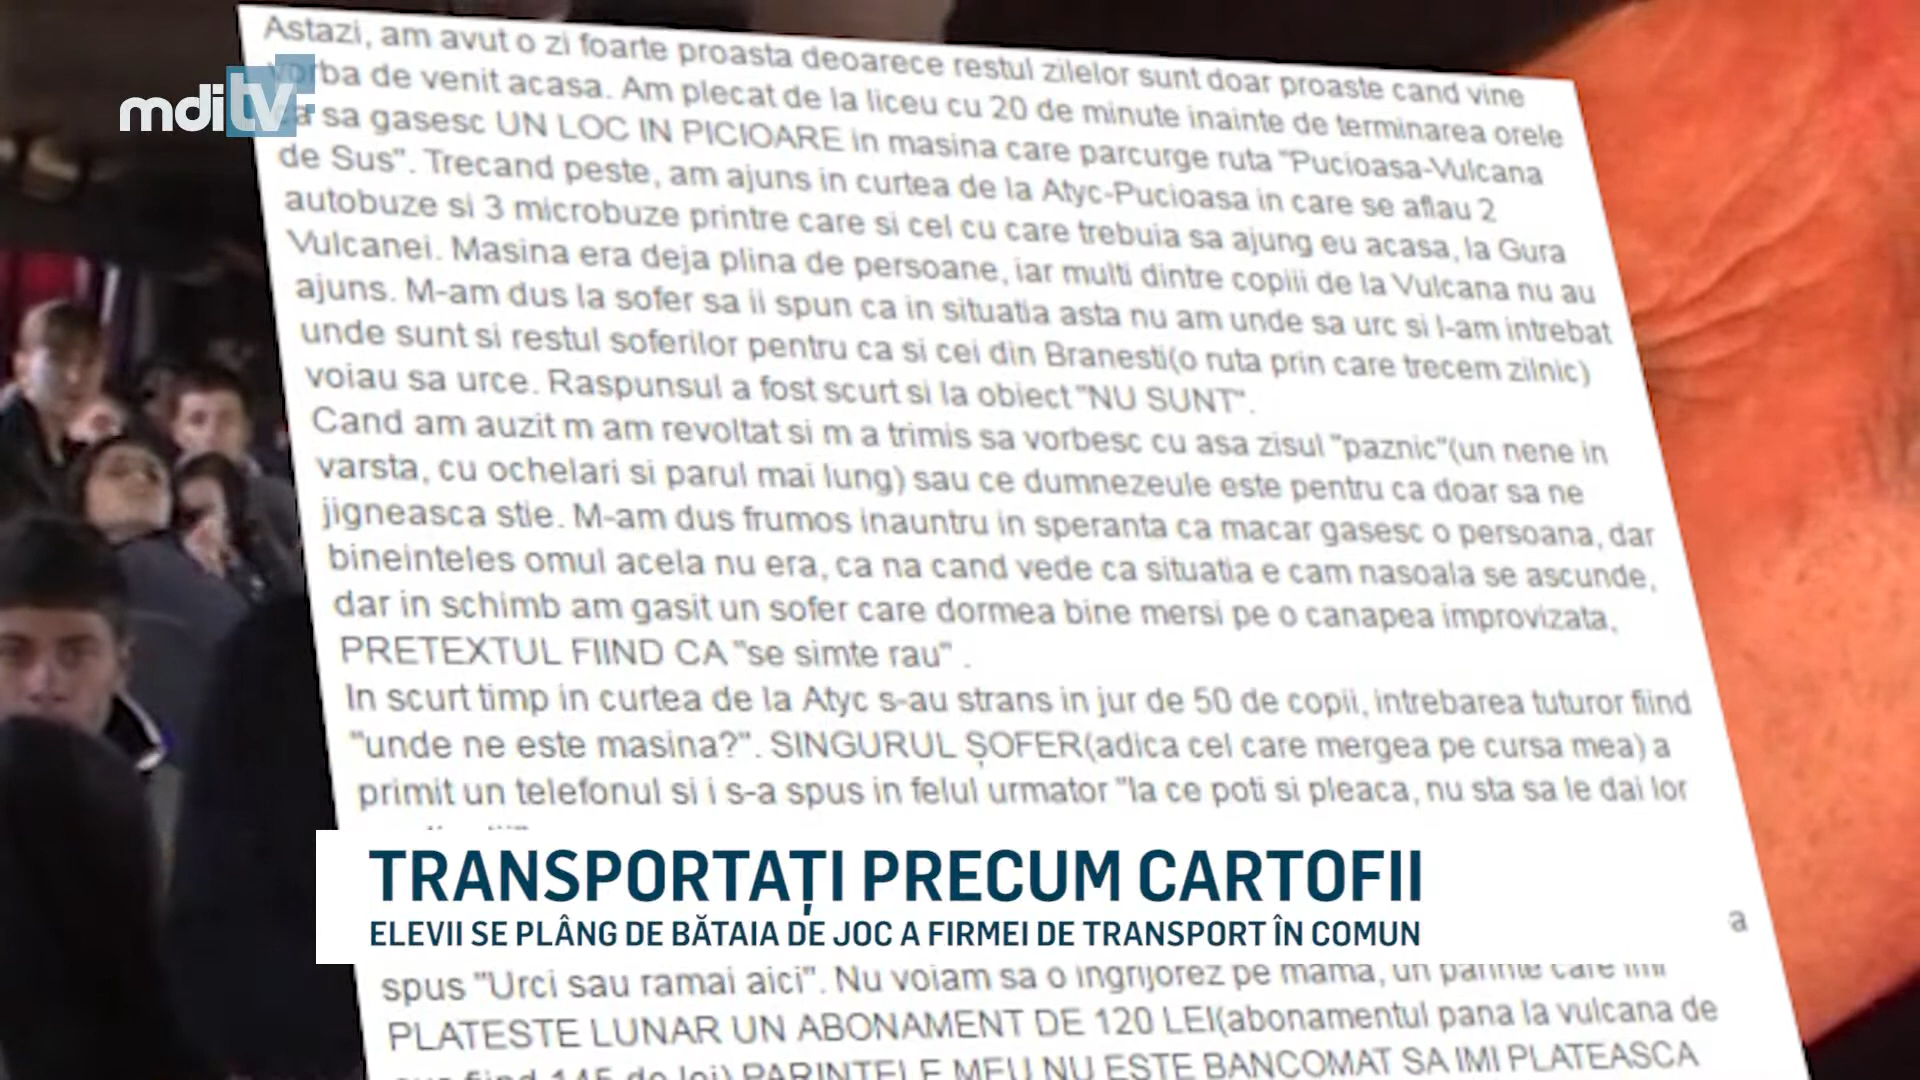 Astazi, am avut o zi foarte proasta deoarece restul zilelor sunt doar proaste cand vine
vorba de venit acasa. Am plecat de la liceu cu 20 de minute inainte de terminarea orele
mditv
ca sa gasesc UN LOC IN PICIOARE in masina care parcurge ruta "Pucioasa-Vulcana
de Sus". Trecand peste, am ajuns in curtea de la Atyc-Pucioasa in care se aflau 2
autobuze si 3 microbuze printre care si cel cu care trebuia sa ajung eu acasa, la Gura
Vulcanei. Masina era deja plina de persoane, iar multi dintre copiii de la Vulcana nu au
ajuns. M-am dus la sofer sa ii spun ca in situatia asta nu am unde sa urc si l-am intrebat
unde sunt si restul soferilor pentru ca si cei din Branesti(o ruta prin care trecem zilnic)
voiau sa urce. Raspunsul a fost scurt si la obiect "NU SUNT".
Cand am auzit m am revoltat si m a trimis sa vorbesc cu asa zisul "paznic"(un nene in
varsta, cu ochelari si parul mai lung) sau ce dumnezeule este pentru ca doar sa ne
jigneasca stie. M-am dus frumos inauntru in speranta ca macar gasesc o persoana, dar
bineinteles omul acela nu era, ca na cand vede ca situatia e cam nasoala se ascunde,
dar in schimb am gasit un sofer care dormea bine mersi pe o canapea improvizata,
PRETEXTUL FIIND CA "se simte rau" .
In scurt timp in curtea de la Atyc s-au strans in jur de 50 de copii, intrebarea tuturor fiind
"unde ne este masina?". SINGURUL ȘOFER(adica cel care mergea pe cursa mea) a
primit un telefonul si i s-a spus in felul urmator "Ia ce poti si pleaca, nu sta sa le dai lor
TRANSPORTAȚI PRECUM CARTOFII
ELEVII SE PLÂNG DE BĂTAIA DE JOC A FIRMEI DE TRANSPORT ÎN COMUN
a
spus "Urci sau ramai aici". Nu voiam sa o ingrijorez pe mama, un parinte care imi
PLATESTE LUNAR UN ABONAMENT DE 120 LEI(abonamentul pana la vulcana de
sus fiind 145 de lei) PARINTELE MEU NU ESTE BANCOMAT SA IMI PLATEASCA